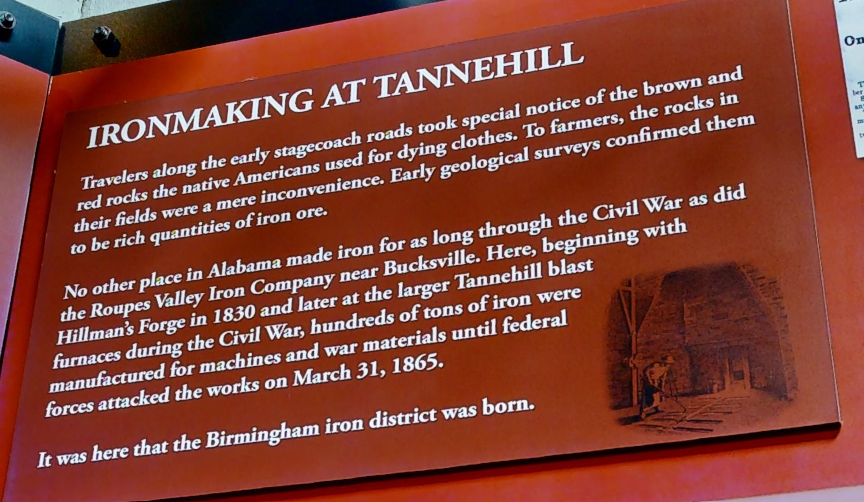 IRONMAKING AT TANNEHILL
Travelers along the early stagecoach roads took special notice of the brown and
red rocks the native Americans used for dying clothes. To farmers, the rocks in
their fields were a mere inconvenience. Early geological surveys confirmed them
to be rich quantities of iron ore.
No other place in Alabama made iron for as long through the Civil War as did
the Roupes Valley Iron Company near Bucksville. Here, beginning with
Hillman's Forge in 1830 and later at the larger Tannehill blast
furnaces during the Civil War, hundreds of tons of iron were
manufactured for machines and war materials until federal
forces attacked the works on March 31, 1865.
It was here that the Birmingham iron district was born.
On